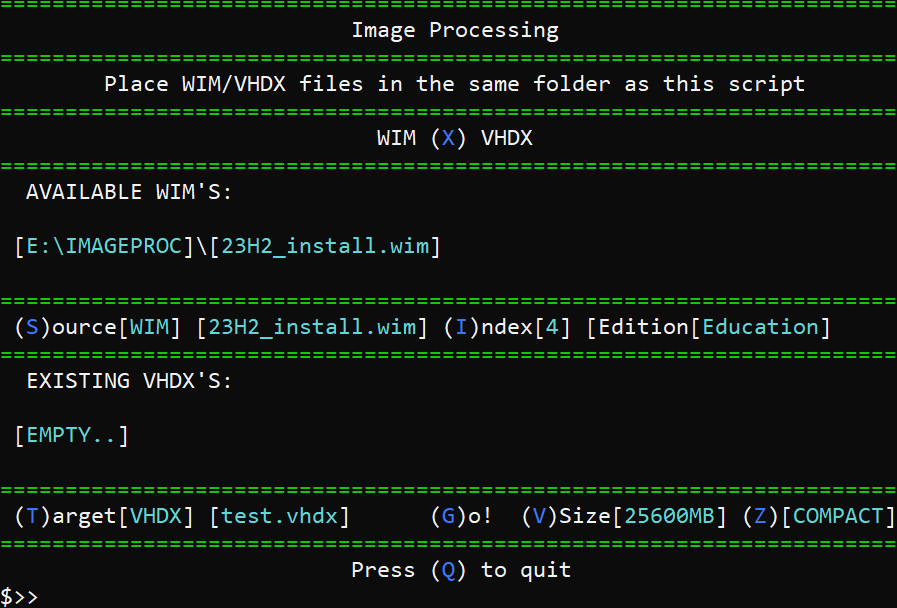 =====================================================================
Image Processing
=====================================================================
Place WIM/VHDX files in the same folder as this script
=====================================================================
WIM (X) VHDX
=====================================================================
AVAILABLE WIM'S:
[E:\IMAGEPROC]\[23H2_install.wim]
=====================================================================
(S)ource[WIM] [23H2_install.wim] (I)ndex[4] [Edition[Education]
=====================================================================
EXISTING VHDX'S:
[EMPTY..]
=====================================================================
(T)arget[VHDX] [test.vhdx] (G)o! (V)Size[25600MB] (Z)[COMPACT]
=====================================================================
Press (Q) to quit
$>>